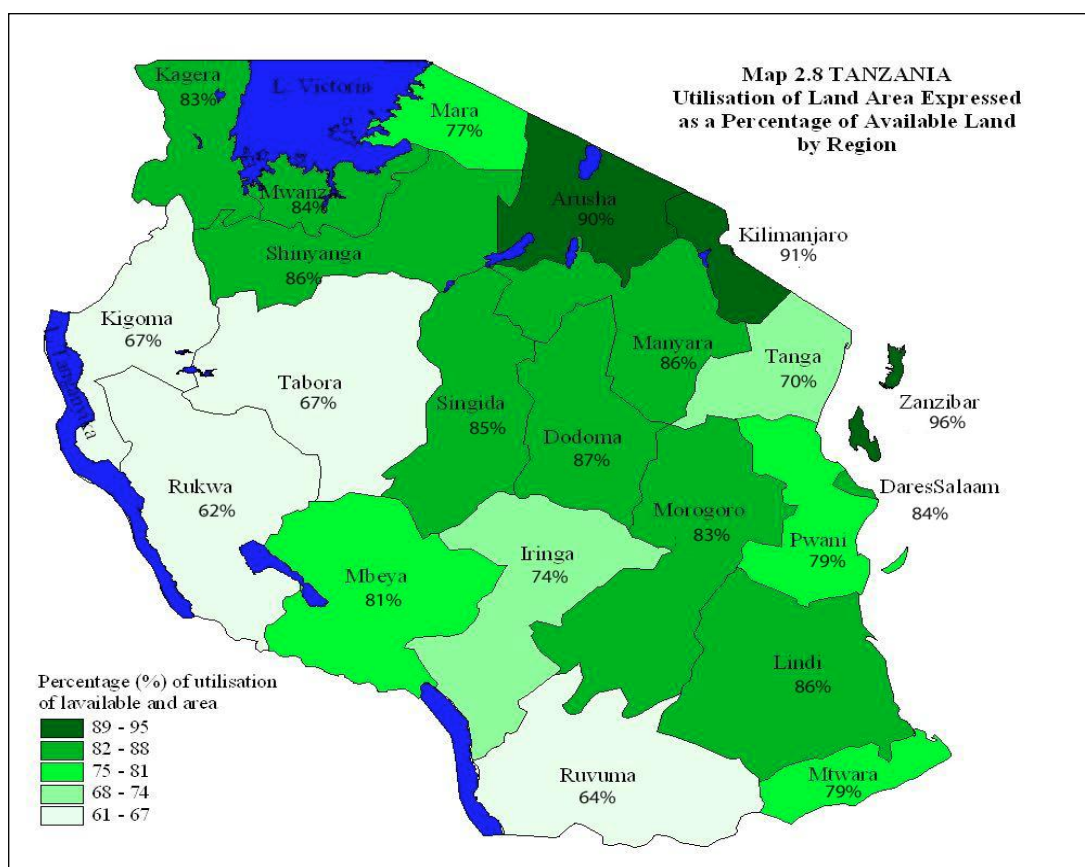 Map 2.8 TANZANIA
Utilisation of Land Area Expressed
as a Percentage of Available Land
by Region
Kagera
83%
L. Victoria
Mara
77%
Mwanza
84%
Arusha
90%
Kilimanjaro
91%
Shinyanga
86%
Kigoma
67%
Manyara
86%
Tanga
70%
Tabora
67%
L. Tanganyika
Singida
85%
Zanzibar
96%
Dodoma
87%
Rukwa
62%
DaresSalaam
84%
Morogoro
83%
Pwani
79%
Iringa
74%
Mbeya
81%
Lindi
86%
Mtwara
79%
Ruvuma
64%
Percentage (%) of utilisation
of lavailable and area
89 - 95
82 - 88
75 - 81
68 - 74
61 - 67